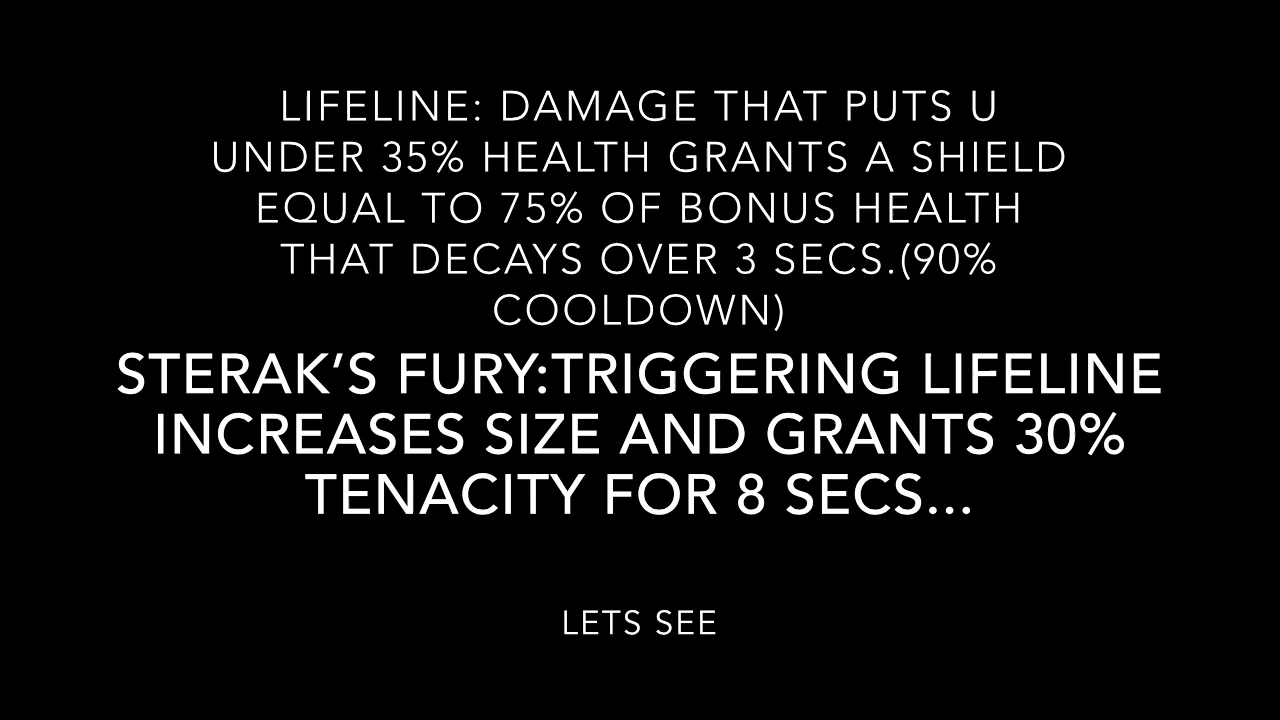 LIFELINE: DAMAGE THAT PUTS U
UNDER 35% HEALTH GRANTS A SHIELD
EQUAL TO 75% OF BONUS HEALTH
THAT DECAYS OVER 3 SECS.(90%
COOLDOWN)
STERAK‘S FURY:TRIGGERING LIFELINE
INCREASES SIZE AND GRANTS 30%
TENACITY FOR 8 SECS...
LETS SEE